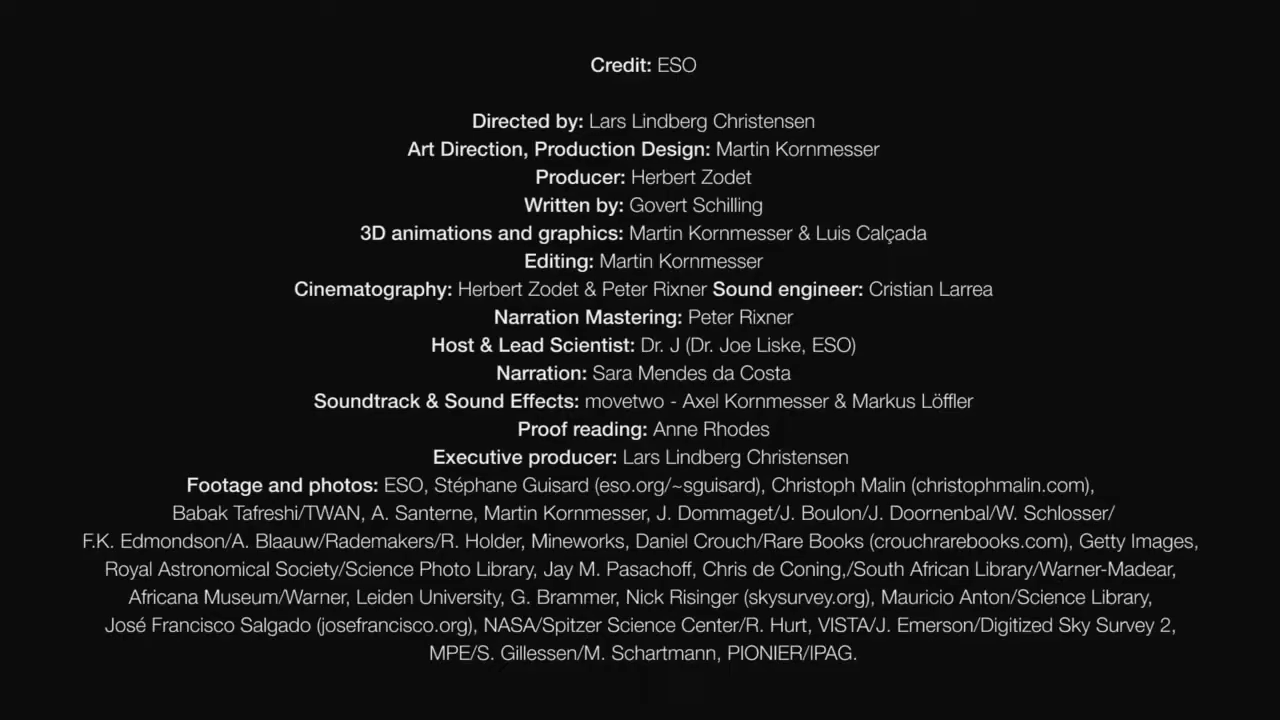 Credit: ESO
Directed by: Lars Lindberg Christensen
Art Direction, Production Design: Martin Kornmesser
Producer: Herbert Zodet
Written by: Govert Schilling
3D animations and graphics: Martin Kornmesser & Luis Calçada
Editing: Martin Kornmesser
Cinematography: Herbert Zodet & Peter Rixner Sound engineer: Cristian Larrea
Narration Mastering: Peter Rixner
Host & Lead Scientist: Dr. J (Dr. Joe Liske, ESO)
Narration: Sara Mendes da Costa
Soundtrack & Sound Effects: movetwo - Axel Kornmesser & Markus Löffler
Proof reading: Anne Rhodes
Executive producer: Lars Lindberg Christensen
Footage and photos: ESO, Stéphane Guisard (eso.org/~sguisard), Christoph Malin (christophmalin.com),
Babak Tafreshi/TWAN, A. Santerne, Martin Kornmesser, J. Dommaget/J. Boulon/J. Doornenbal/W. Schlosser/
F.K. Edmondson/A. Blaauw/Rademakers/R. Holder, Mineworks, Daniel Crouch/Rare Books (crouchrarebooks.com), Getty Images,
Royal Astronomical Society/Science Photo Library, Jay M. Pasachoff, Chris de Coning,/South African Library/Warner-Madear,
Africana Museum/Warner, Leiden University, G. Brammer, Nick Risinger (skysurvey.org), Mauricio Anton/Science Library,
José Francisco Salgado (josefrancisco.org), NASA/Spitzer Science Center/R. Hurt, VISTA/J. Emerson/Digitized Sky Survey 2,
MPE/S. Gillessen/M. Schartmann, PIONIER/IPAG.